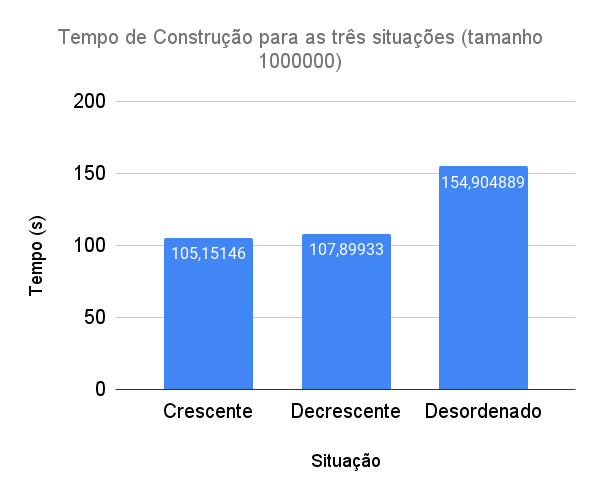 Tempo de Construção para as três situações (tamanho
1000000)
200
150
100
50
0
Tempo (s)
105,15146
107,89933
154,904889
Crescente
Decrescente
Desordenado
Situação